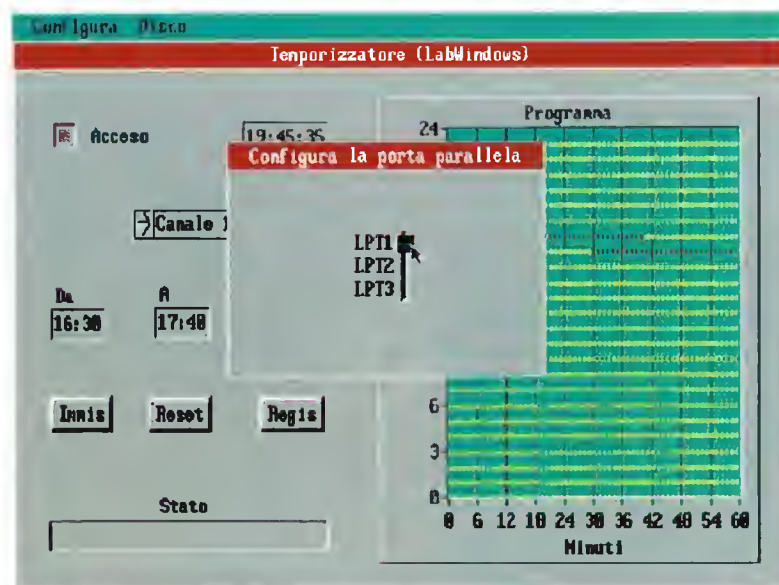 Configura Disco
Temporizzatore (LabWindows)
Programma
Acceso
19:45:35
24
Configura la porta parallela
Canale 1
LPT1
LPT2
LPT3
Da
A
16:30
17:40
6
Innis
Reset
Regis
3
Stato
0
0 6 12 18 24 30 36 42 48 54 60
Minuti